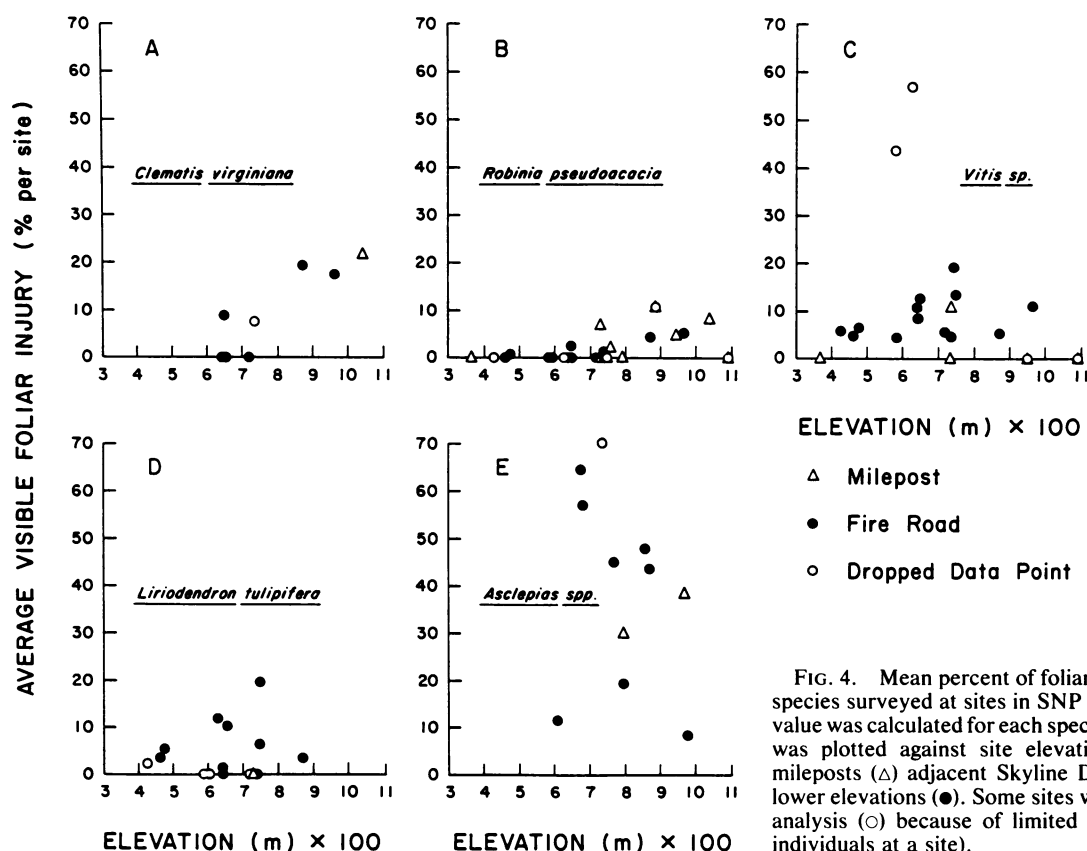 AVERAGE VISIBLE FOLIAR INJURY (% per site)
A
70
60
50
40
30
20
10
0
Clematis virginiana
3 4 5 6 7 8 9 10 11
B
70
60
50
40
30
20
10
0
Robinia pseudoacacia
3 4 5 6 7 8 9 10 11
C
70
60
50
40
30
20
10
0
Vitis sp.
3 4 5 6 7 8 9 10 11
ELEVATION (m) × 100
△ Milepost
● Fire Road
○ Dropped Data Point
D
70
60
50
40
30
20
10
0
Liriodendron tulipifera
3 4 5 6 7 8 9 10 11
ELEVATION (m) × 100
E
70
60
50
40
30
20
10
0
Asclepias spp.
3 4 5 6 7 8 9 10 11
ELEVATION (m) × 100
FIG. 4. Mean percent of foliar
species surveyed at sites in SNP
value was calculated for each spec
was plotted against site elevati
mileposts (△) adjacent Skyline D
lower elevations (●). Some sites w
analysis (○) because of limited
individuals at a site).